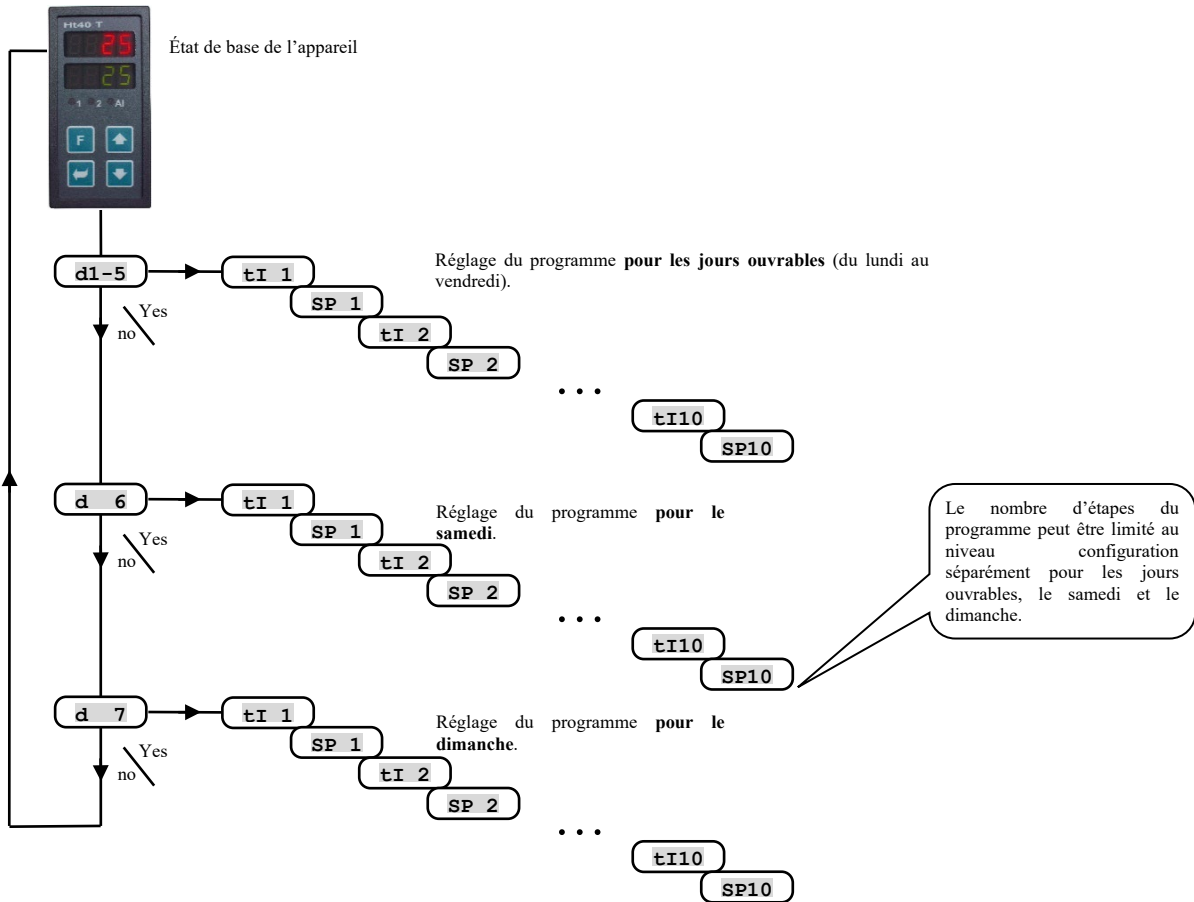 Ht40 T
25
25
1 2 Al
F
État de base de l'appareil
d1-5
tI 1
SP 1
tI 2
SP 2
...
tI10
SP10
Réglage du programme pour les jours ouvrables (du lundi au
vendredi).
Yes
no
d 6
tI 1
SP 1
tI 2
SP 2
...
tI10
SP10
Réglage du programme pour le
samedi.
Yes
no
Le nombre d'étapes du
programme peut être limité au
niveau configuration
séparément pour les jours
ouvrables, le samedi et le
dimanche.
d 7
tI 1
SP 1
tI 2
SP 2
...
tI10
SP10
Réglage du programme pour le
dimanche.
Yes
no